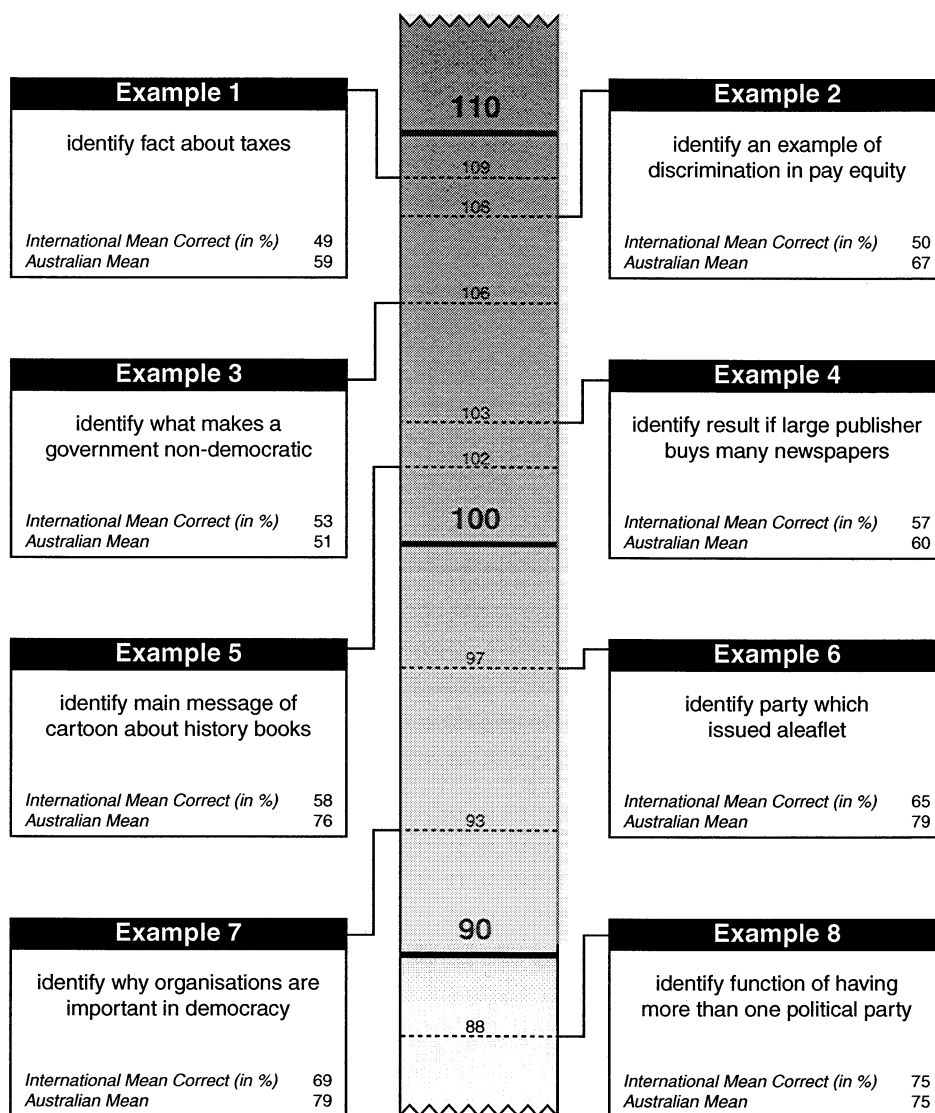 110
Example 1
identify fact about taxes
International Mean Correct (in %) 49
Australian Mean 59
Example 2
identify an example of
discrimination in pay equity
International Mean Correct (in %) 50
Australian Mean 67
109
108
106
Example 3
identify what makes a
government non-democratic
International Mean Correct (in %) 53
Australian Mean 51
Example 4
identify result if large publisher
buys many newspapers
International Mean Correct (in %) 57
Australian Mean 60
103
102
100
Example 5
identify main message of
cartoon about history books
International Mean Correct (in %) 58
Australian Mean 76
Example 6
identify party which
issued aleaflet
International Mean Correct (in %) 65
Australian Mean 79
97
93
90
Example 7
identify why organisations are
important in democracy
International Mean Correct (in %) 69
Australian Mean 79
Example 8
identify function of having
more than one political party
International Mean Correct (in %) 75
Australian Mean 75
88